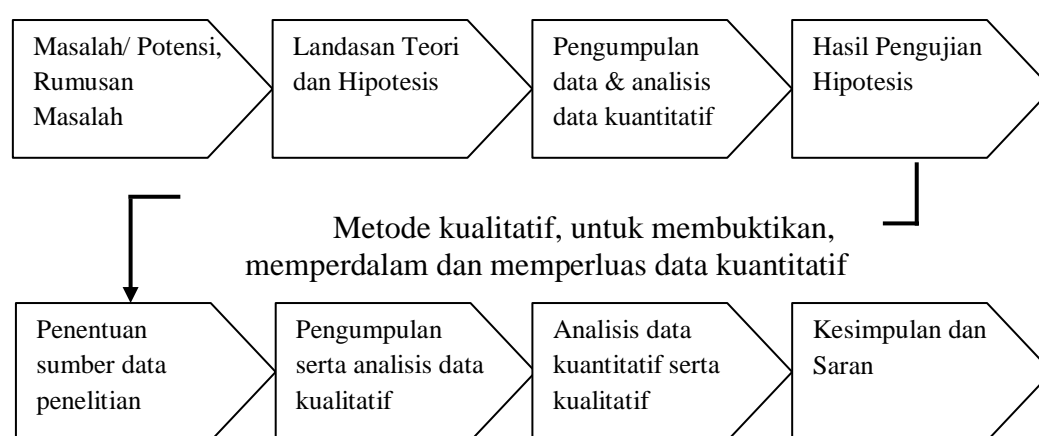 Masalah/ Potensi,
Rumusan
Masalah
Landasan Teori
dan Hipotesis
Pengumpulan
data & analisis
data kuantitatif
Hasil Pengujian
Hipotesis
Metode kualitatif, untuk membuktikan,
memperdalam dan memperluas data kuantitatif
Penentuan
sumber data
penelitian
Pengumpulan
serta analisis data
kualitatif
Analisis data
kuantitatif serta
kualitatif
Kesimpulan dan
Saran